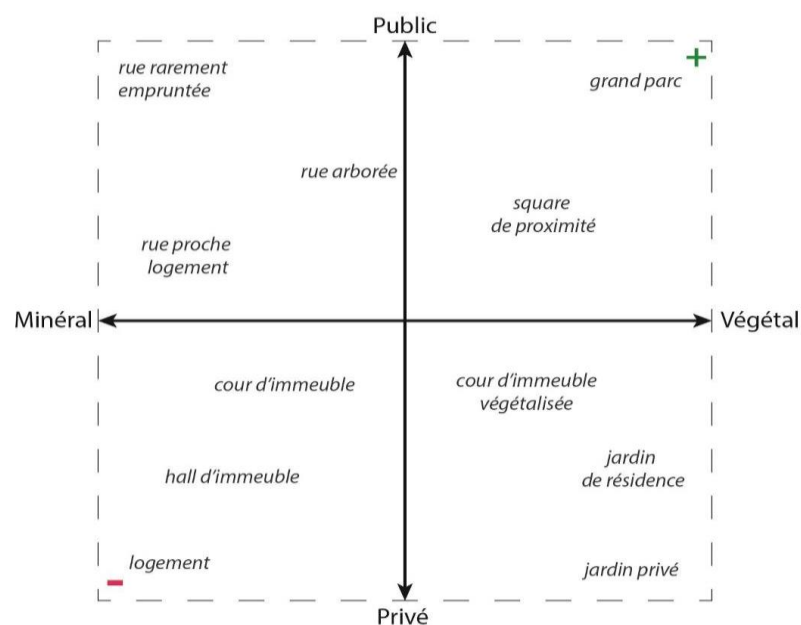 Public
rue rarement
empruntée
+
grand parc
rue arborée
square
de proximité
rue proche
logement
Minéral
Végétal
cour d’immeuble
cour d’immeuble
végétalisée
hall d’immeuble
jardin
de résidence
logement
-
jardin privé
Privé